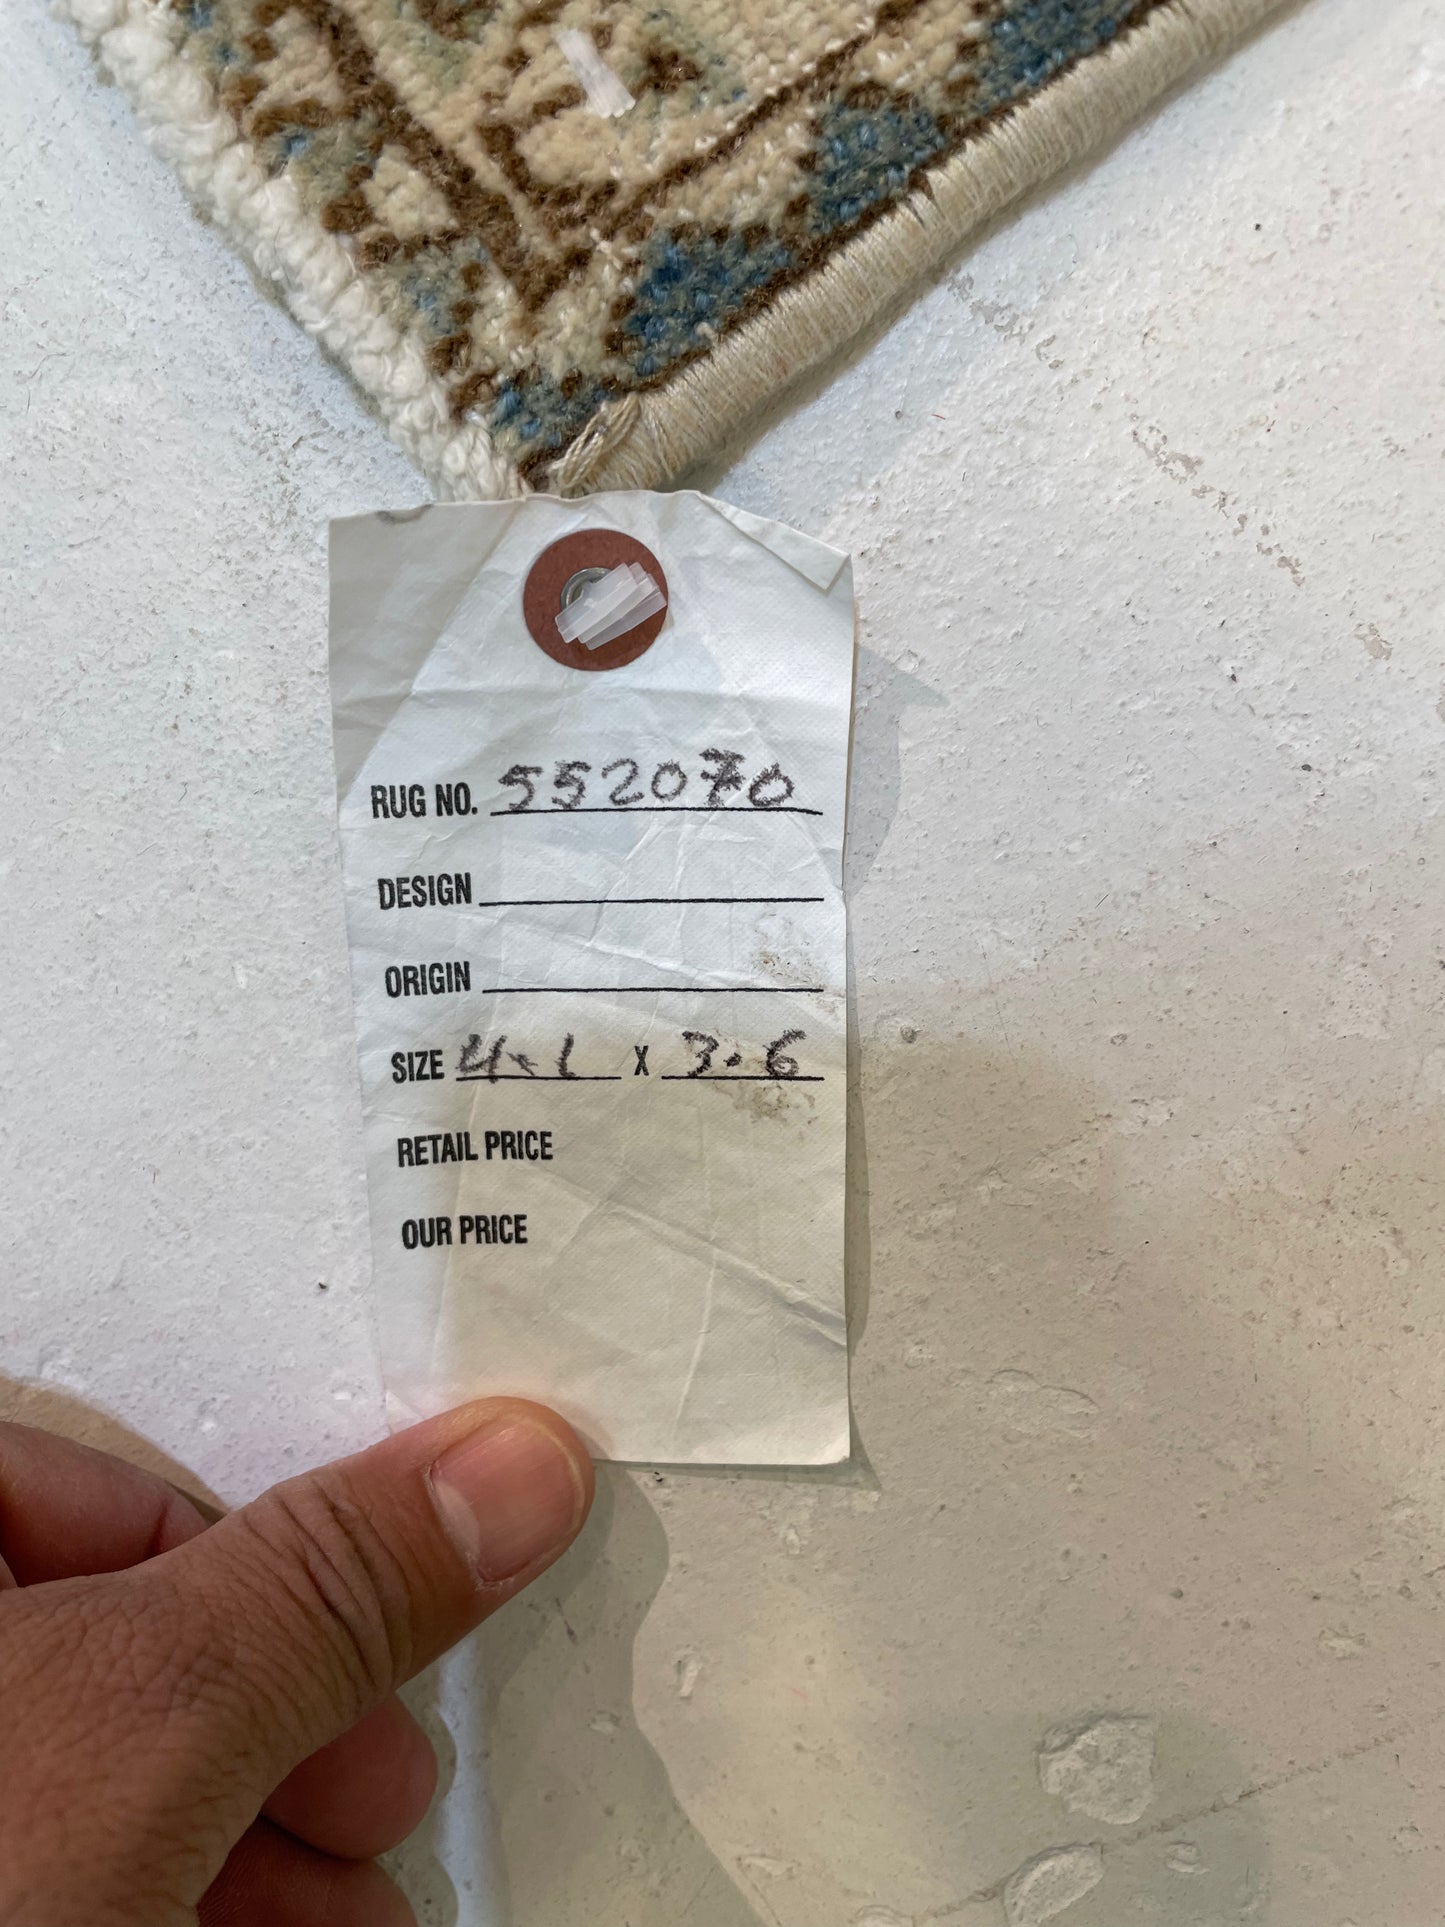 RUG NO. 552070
DESIGN
ORIGIN
SIZE 4.1 X 3.6
RETAIL PRICE
OUR PRICE